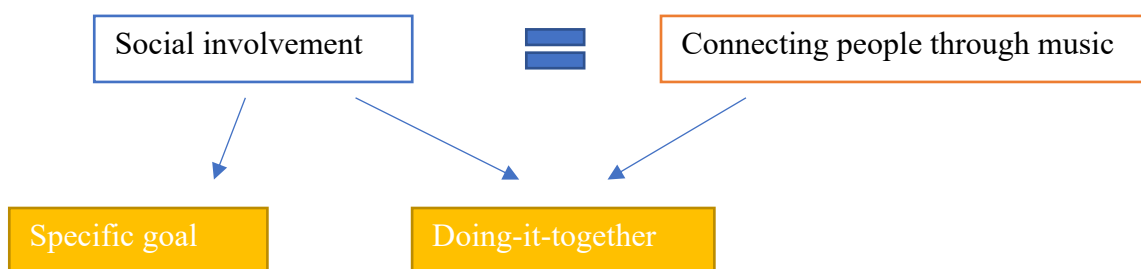 Social involvement
Connecting people through music
Specific goal
Doing-it-together